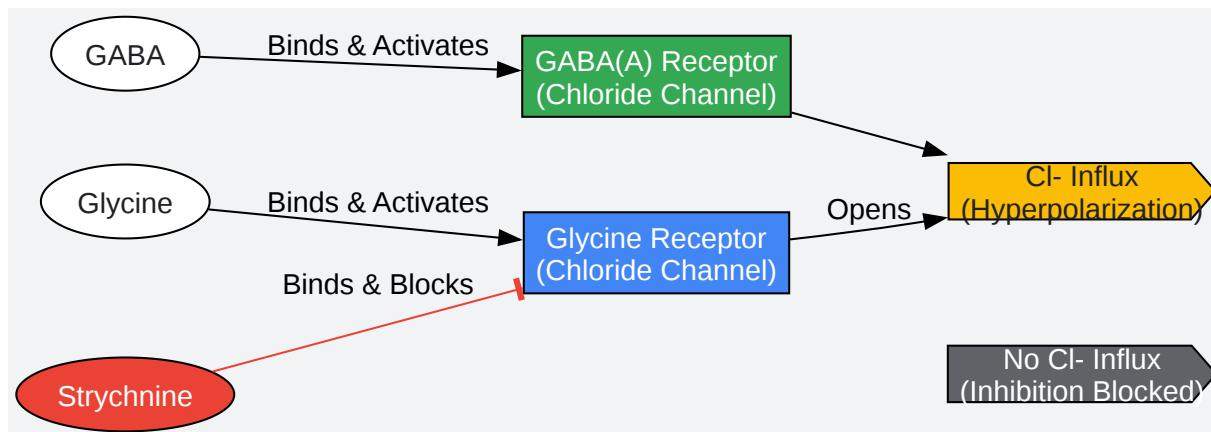 GABA
Binds & Activates
GABA(A) Receptor
(Chloride Channel)
Glycine
Binds & Activates
Glycine Receptor
(Chloride Channel)
Opens
Cl- Influx
(Hyperpolarization)
Binds & Blocks
Strychnine
No Cl- Influx
(Inhibition Blocked)